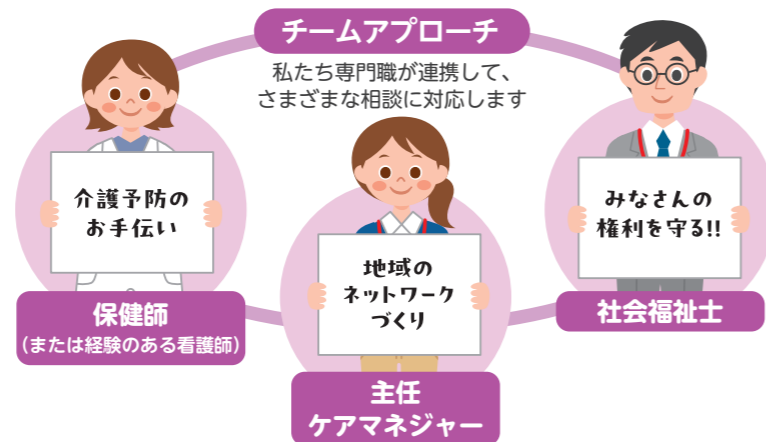 チームアプローチ
私たち専門職が連携して、
さまざまな相談に対応します
介護予防の
お手伝い
保健師
（または経験のある看護師）
地域の
ネットワーク
づくり
主任
ケアマネジャー
みなさんの
権利を守る!!
社会福祉士